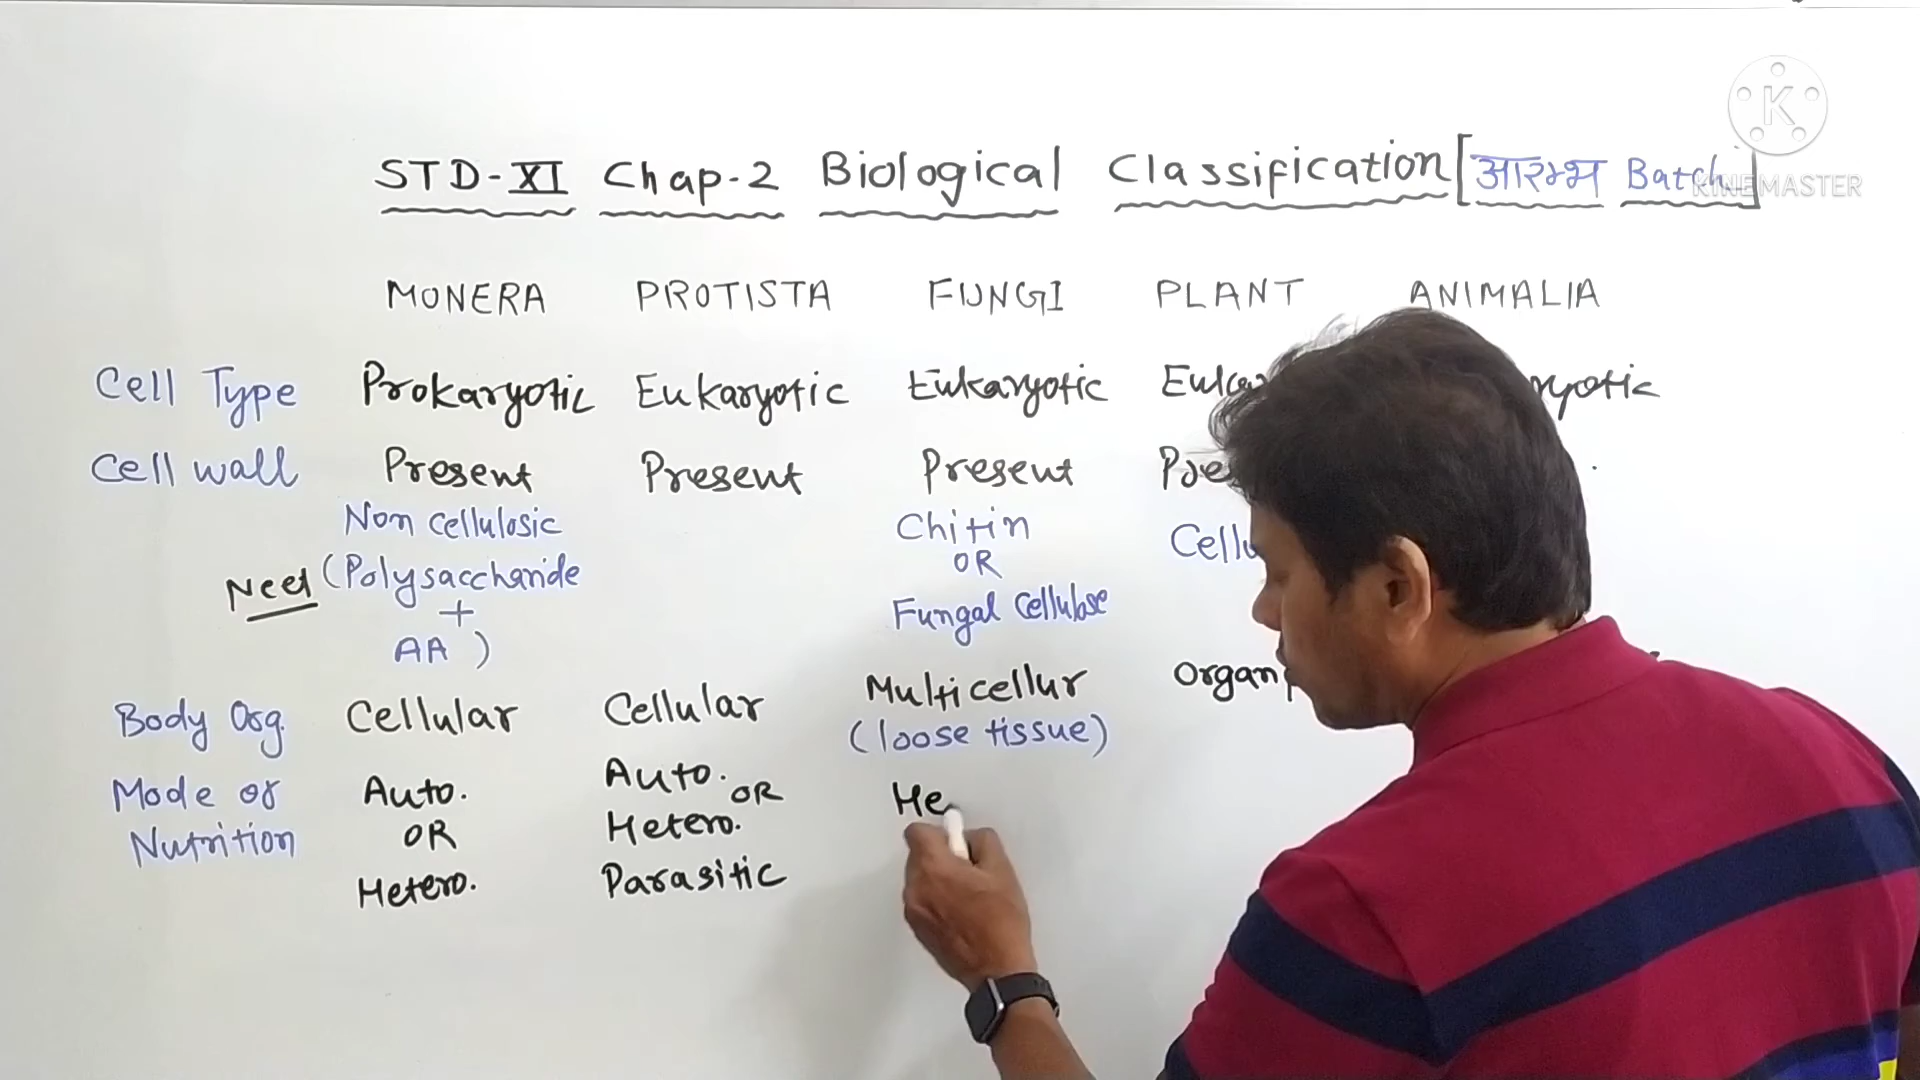 STD-XI Chap-2 Biological Classification [आरम्भ Batch]
K
KINEMASTER
MONERA PROTISTA FUNGI PLANT ANIMALIA
Cell Type Prokaryotic Eukaryotic Eukaryotic
Cell wall Present Present Present
Non cellulosic
(Polysaccharide
+
AA)
Neet
Chitin
OR
Fungal Cellulose
Body Org. Cellular Cellular Multicellur
(loose tissue)
Mode of
Nutrition
Auto.
OR
Hetero.
Auto. OR
Hetero.
Parasitic
He